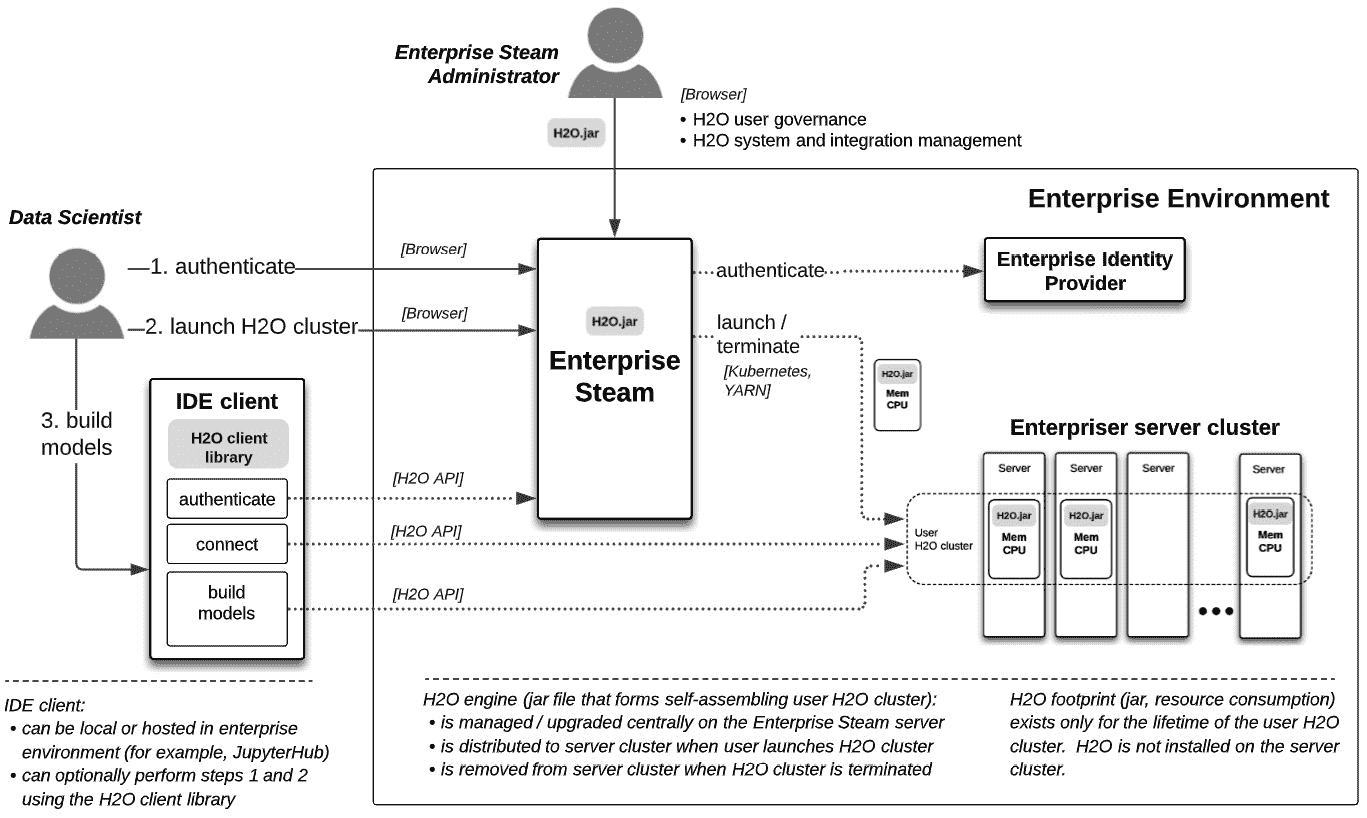 Enterprise Steam
Administrator
[Browser]
• H2O user governance
• H2O system and integration management
H2O.jar
Enterprise Environment
Data Scientist
1. authenticate
[Browser]
2. launch H2O cluster
[Browser]
3. build
models
IDE client
H2O client
library
authenticate
connect
build
models
[H2O API]
[H2O API]
[H2O API]
H2O.jar
Enterprise
Steam
authenticate
Enterprise Identity
Provider
launch /
terminate
[Kubernetes,
YARN]
H2O.jar
Mem
CPU
Enterpriser server cluster
Server
Server
Server
Server
User
H2O cluster
H2O.jar
Mem
CPU
H2O.jar
Mem
CPU
H2O.jar
Mem
CPU
IDE client:
• can be local or hosted in enterprise
environment (for example, JupyterHub)
• can optionally perform steps 1 and 2
using the H2O client library
H2O engine (jar file that forms self-assembling user H2O cluster):
• is managed / upgraded centrally on the Enterprise Steam server
• is distributed to server cluster when user launches H2O cluster
• is removed from server cluster when H2O cluster is terminated
H2O footprint (jar, resource consumption)
exists only for the lifetime of the user H2O
cluster. H2O is not installed on the server
cluster.